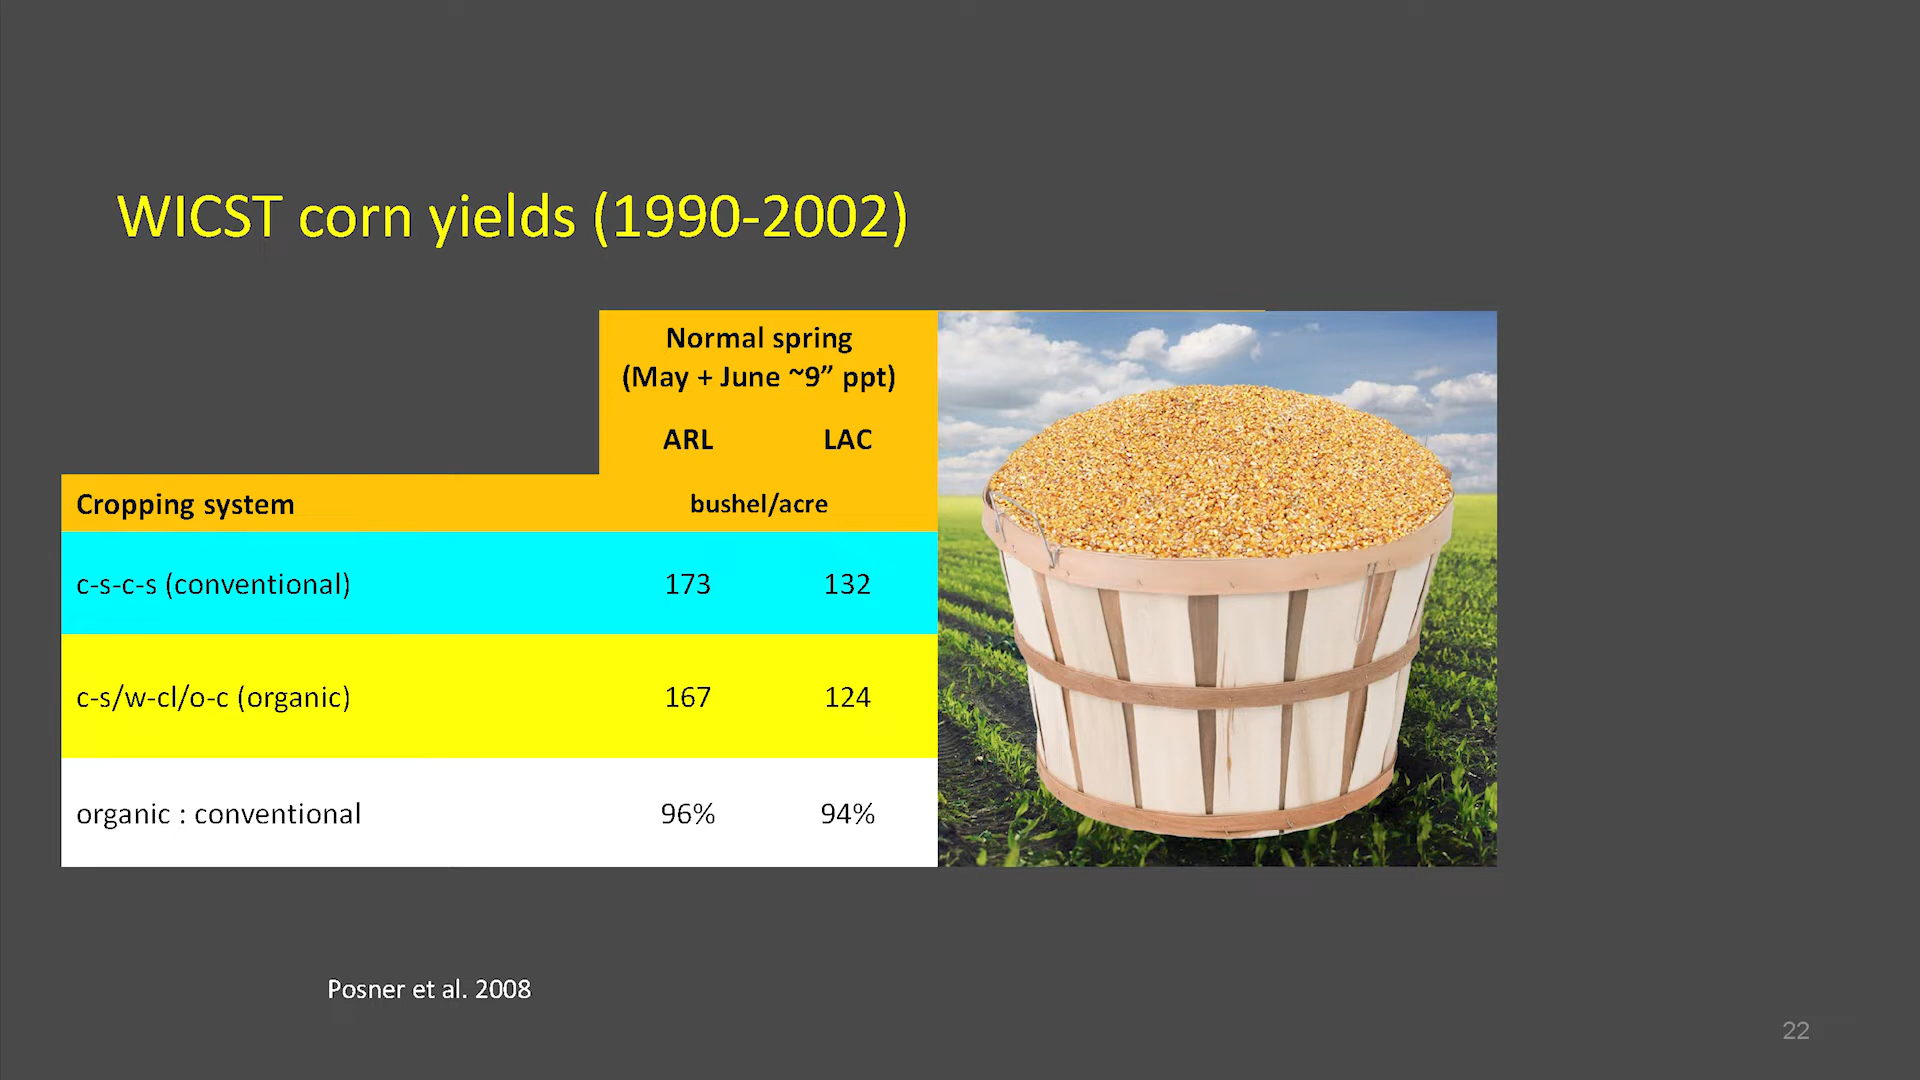 WICST corn yields (1990-2002)
Normal spring
(May + June ~9” ppt)
ARL LAC
Cropping system bushel/acre
c-s-c-s (conventional) 173 132
c-s/w-cl/o-c (organic) 167 124
organic : conventional 96% 94%
Posner et al. 2008
22